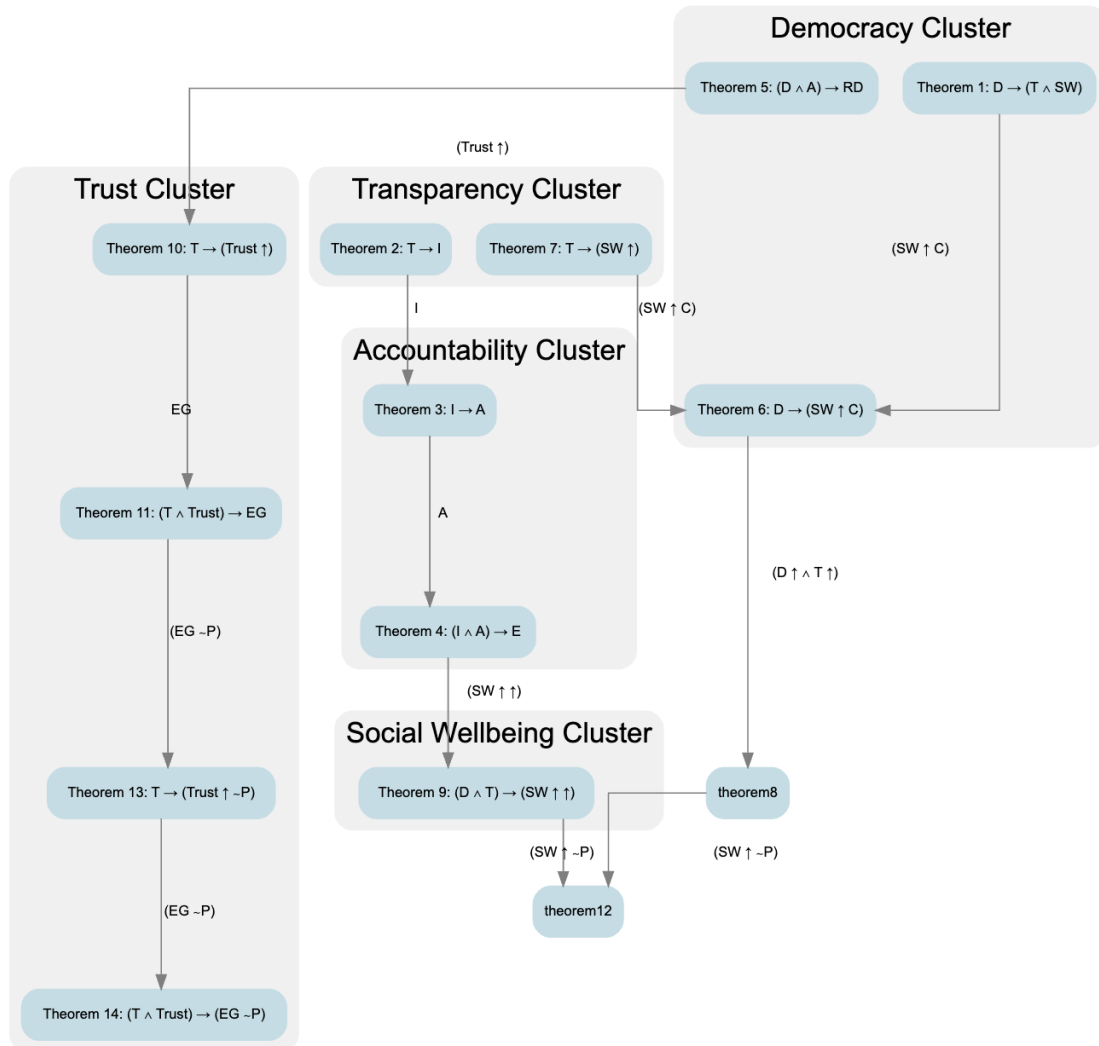 Democracy Cluster
Theorem 5: (D ∧ A) → RD
Theorem 1: D → (T ∧ SW)
(Trust ↑)
Trust Cluster
Transparency Cluster
Theorem 10: T → (Trust ↑)
Theorem 2: T → I
Theorem 7: T → (SW ↑)
(SW ↑ C)
I
(SW ↑ C)
Accountability Cluster
EG
Theorem 3: I → A
Theorem 6: D → (SW ↑ C)
Theorem 11: (T ∧ Trust) → EG
A
(D ↑ ∧ T ↑)
(EG ~P)
Theorem 4: (I ∧ A) → E
(SW ↑ ↑)
Social Wellbeing Cluster
Theorem 13: T → (Trust ↑ ~P)
Theorem 9: (D ∧ T) → (SW ↑ ↑)
theorem8
(SW ↑ ~P)
(SW ↑ ~P)
(EG ~P)
theorem12
Theorem 14: (T ∧ Trust) → (EG ~P)